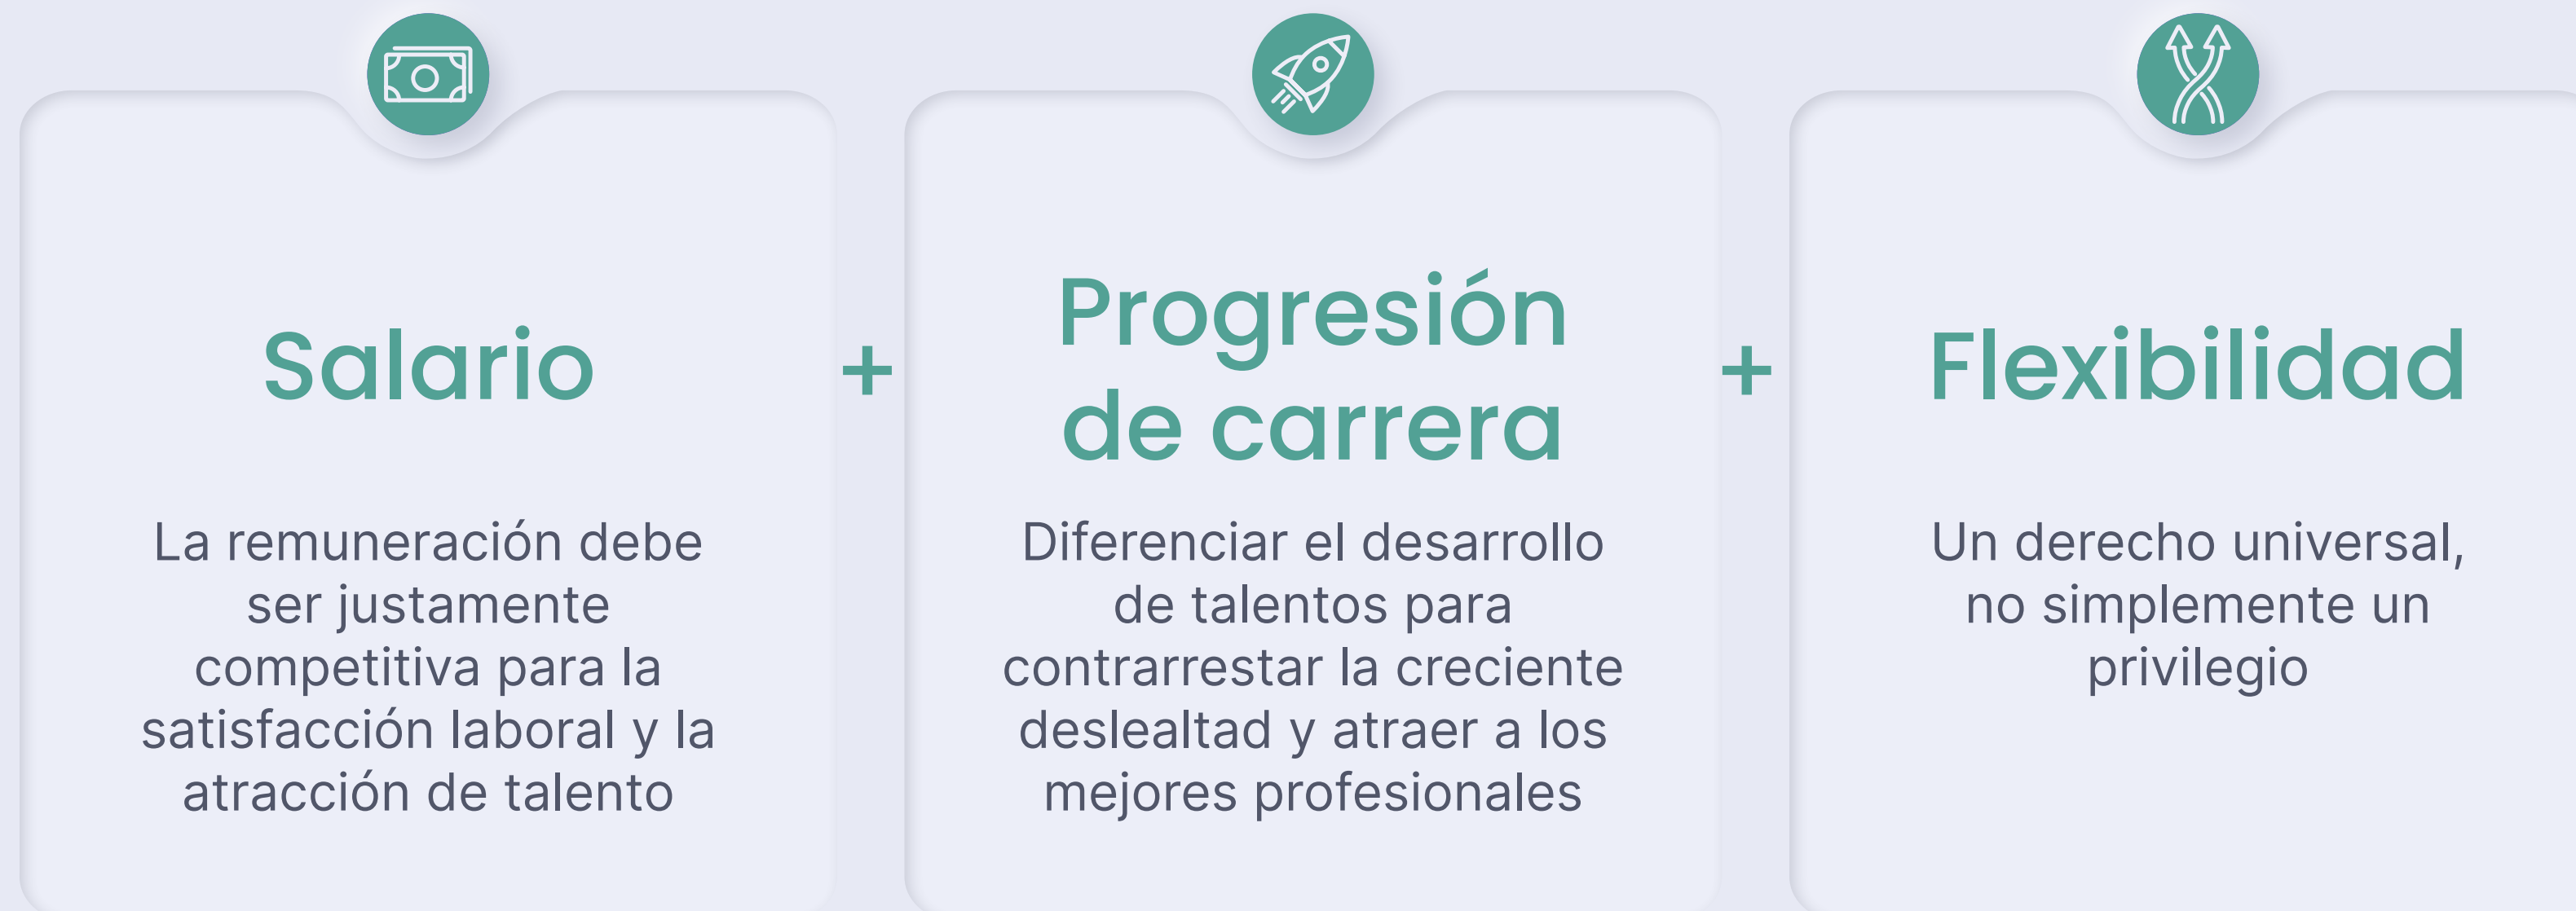 Salario
La remuneración debe
ser justamente
competitiva para la
satisfacción laboral y la
atracción de talento
+
Progresión
de carrera
Diferenciar el desarrollo
de talentos para
contrarrestar la creciente
deslealtad y atraer a los
mejores profesionales
+
Flexibilidad
Un derecho universal,
no simplemente un
privilegio